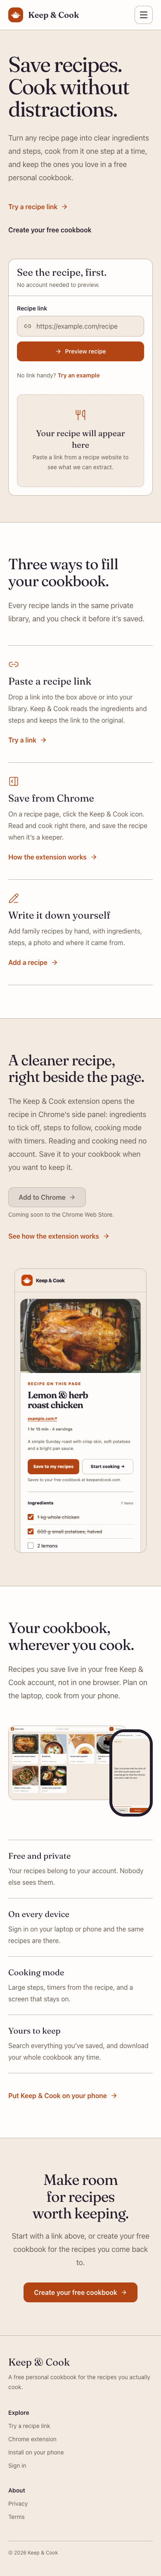 Keep & Cook
Save recipes.
Cook without
distractions.
Turn any recipe page into clear ingredients
and steps, cook from it one step at a time,
and keep the ones you love in a free
personal cookbook.
Try a recipe link →
Create your free cookbook
See the recipe, first.
No account needed to preview.
Recipe link
https://example.com/recipe
→ Preview recipe
No link handy? Try an example
Your recipe will appear
here
Paste a link from a recipe website to
see what we can extract.
Three ways to fill
your cookbook.
Every recipe lands in the same private
library, and you check it before it's saved.
Paste a recipe link
Drop a link into the box above or into your
library. Keep & Cook reads the ingredients and
steps and keeps the link to the original.
Try a link →
Save from Chrome
On a recipe page, click the Keep & Cook icon.
Read and cook right there, and save the recipe
when it's a keeper.
How the extension works →
Write it down yourself
Add family recipes by hand, with ingredients,
steps, a photo and where it came from.
Add a recipe →
A cleaner recipe,
right beside the page.
The Keep & Cook extension opens the
recipe in Chrome's side panel: ingredients
to tick off, steps to follow, cooking mode
with timers. Reading and cooking need no
account. Save it to your cookbook when
you want to keep it.
Add to Chrome →
Coming soon to the Chrome Web Store.
See how the extension works →
Keep & Cook
RECIPE ON THIS PAGE
Lemon & herb
roast chicken
example.com
1 hr 15 min · 4 servings
A simple Sunday roast with crisp skin, soft potatoes
and a bright pan sauce.
Save to my recipes
Start cooking →
Saves to your free cookbook at keepandcook.com
Ingredients
7 items
1 kg whole chicken
600 g small potatoes, halved
2 lemons
Your cookbook,
wherever you cook.
Recipes you save live in your free Keep &
Cook account, not in one browser. Plan on
the laptop, cook from your phone.
Free and private
Your recipes belong to your account. Nobody
else sees them.
On every device
Sign in on your laptop or phone and the same
recipes are there.
Cooking mode
Large steps, timers from the recipe, and a
screen that stays on.
Yours to keep
Search everything you've saved, and download
your whole cookbook any time.
Put Keep & Cook on your phone →
Make room
for recipes
worth keeping.
Start with a link above, or create your free
cookbook for the recipes you come back
to.
Create your free cookbook →
Keep & Cook
A free personal cookbook for the recipes you actually
cook.
Explore
Try a recipe link
Chrome extension
Install on your phone
Sign in
About
Privacy
Terms
© 2026 Keep & Cook